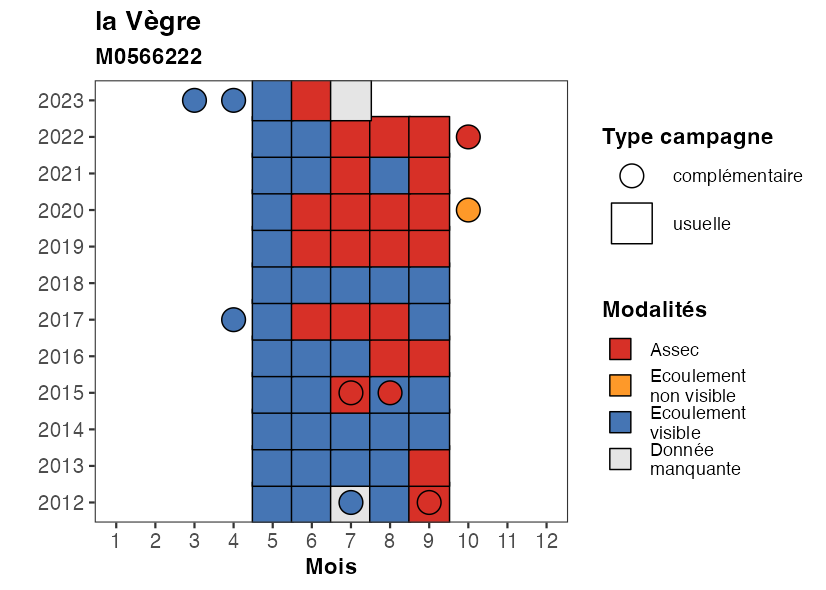 la Vègre
M0566222
2023
2022
2021
2020
2019
2018
2017
2016
2015
2014
2013
2012
1 2 3 4 5 6 7 8 9 10 11 12
Mois
Type campagne
complémentaire
usuelle
Modalités
Assec
Ecoulement
non visible
Ecoulement
visible
Donnée
manquante